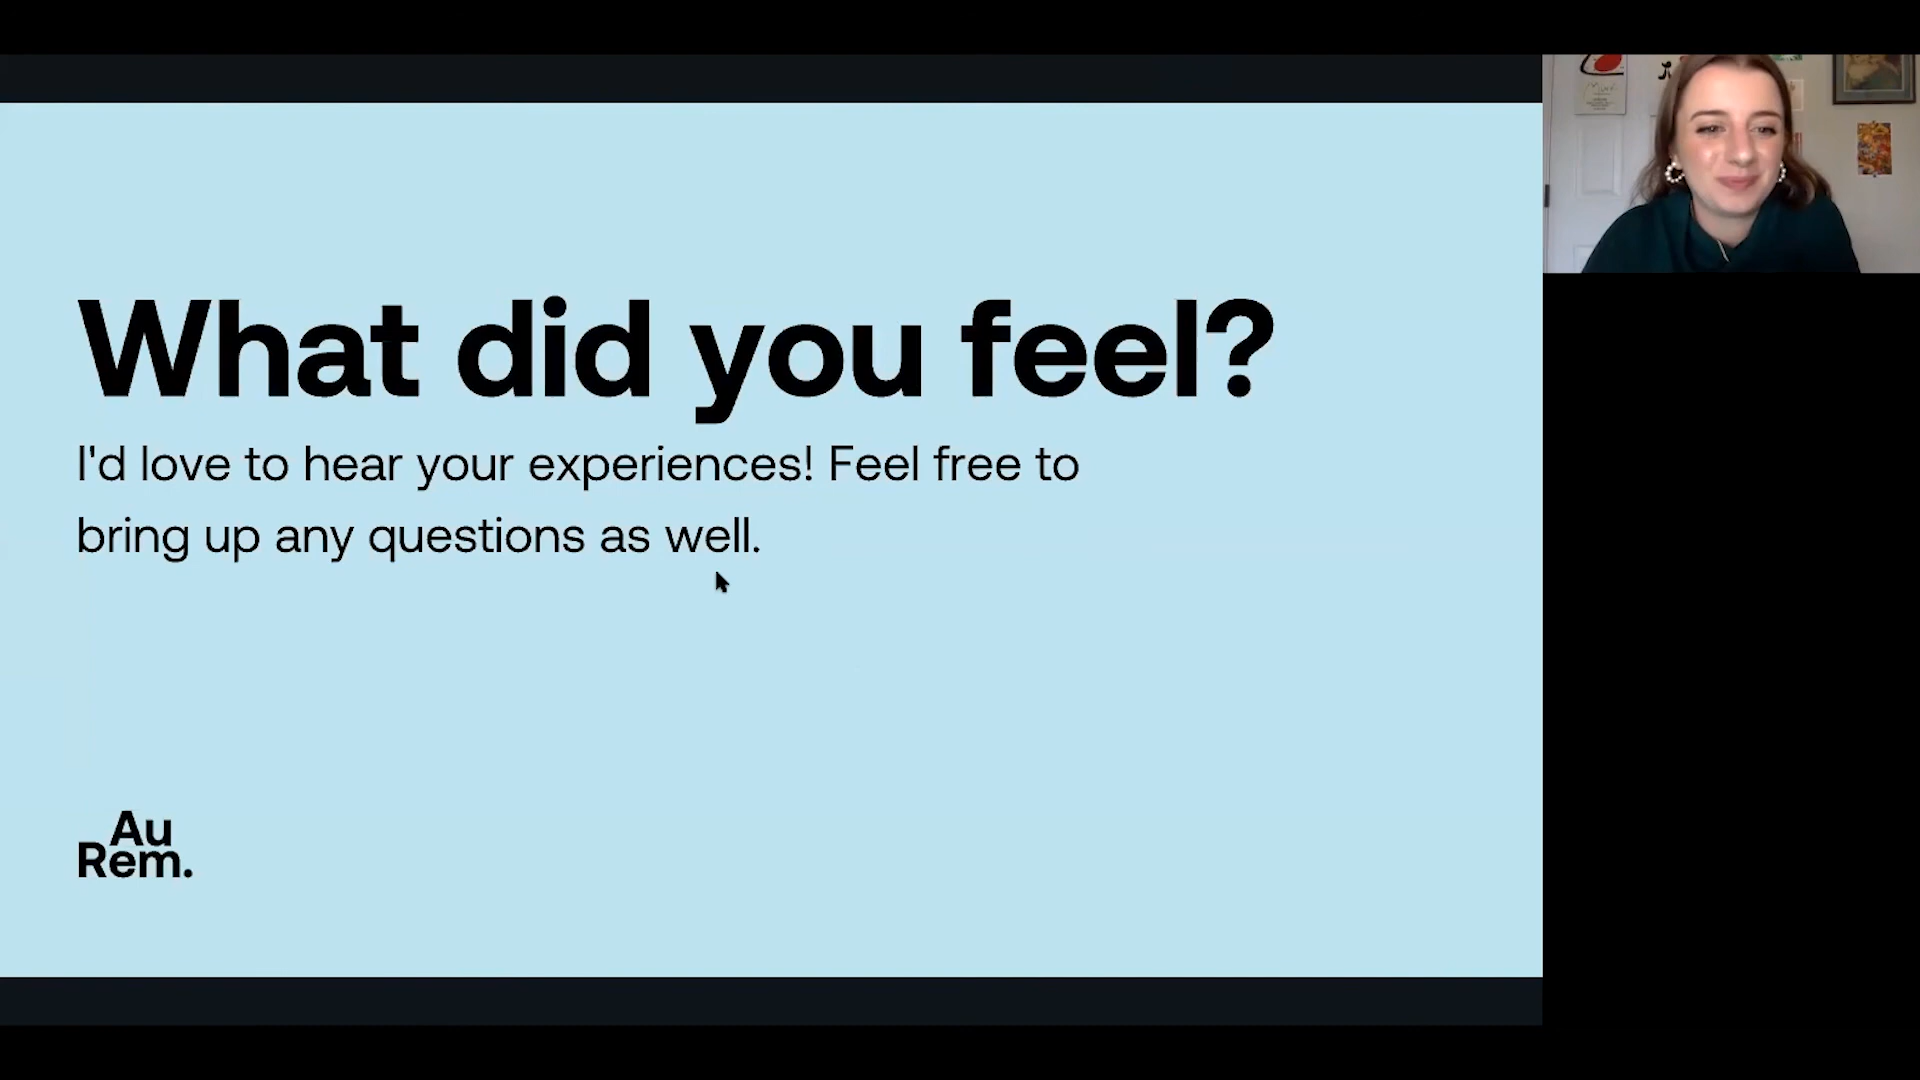 What did you feel?
I'd love to hear your experiences! Feel free to
bring up any questions as well.
Au
Rem.